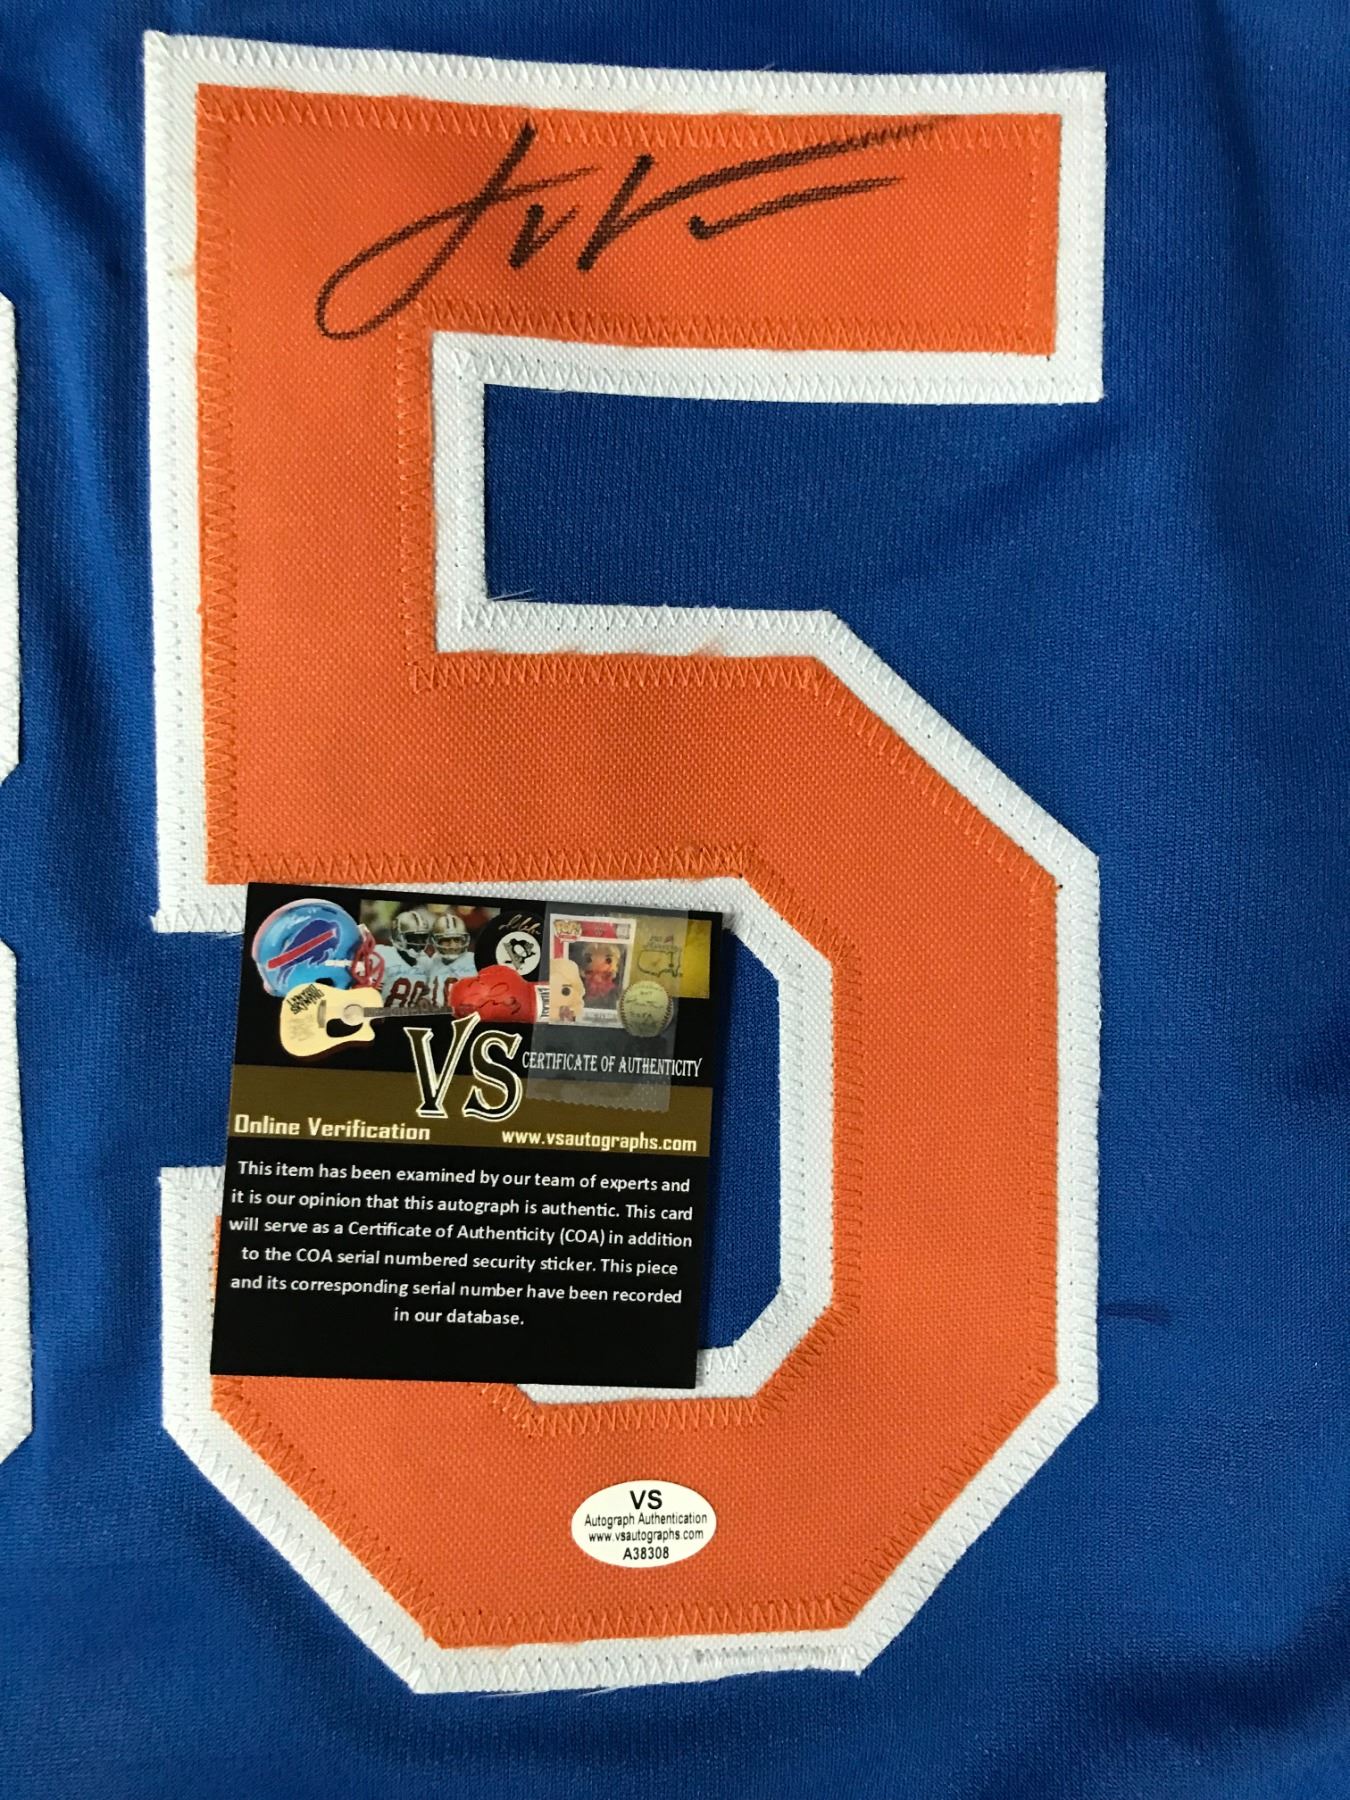 5
80
VS
CERTIFICATE OF AUTHENTICITY
Online Verification
www.vsautographs.com
This item has been examined by our team of experts and
it is our opinion that this autograph is authentic. This card
will serve as a Certificate of Authenticity (COA) in addition
to the COA serial numbered security sticker. This piece
and its corresponding serial number have been recorded
in our database.
VS
Autograph Authentication
www.vsautographs.com
A38308